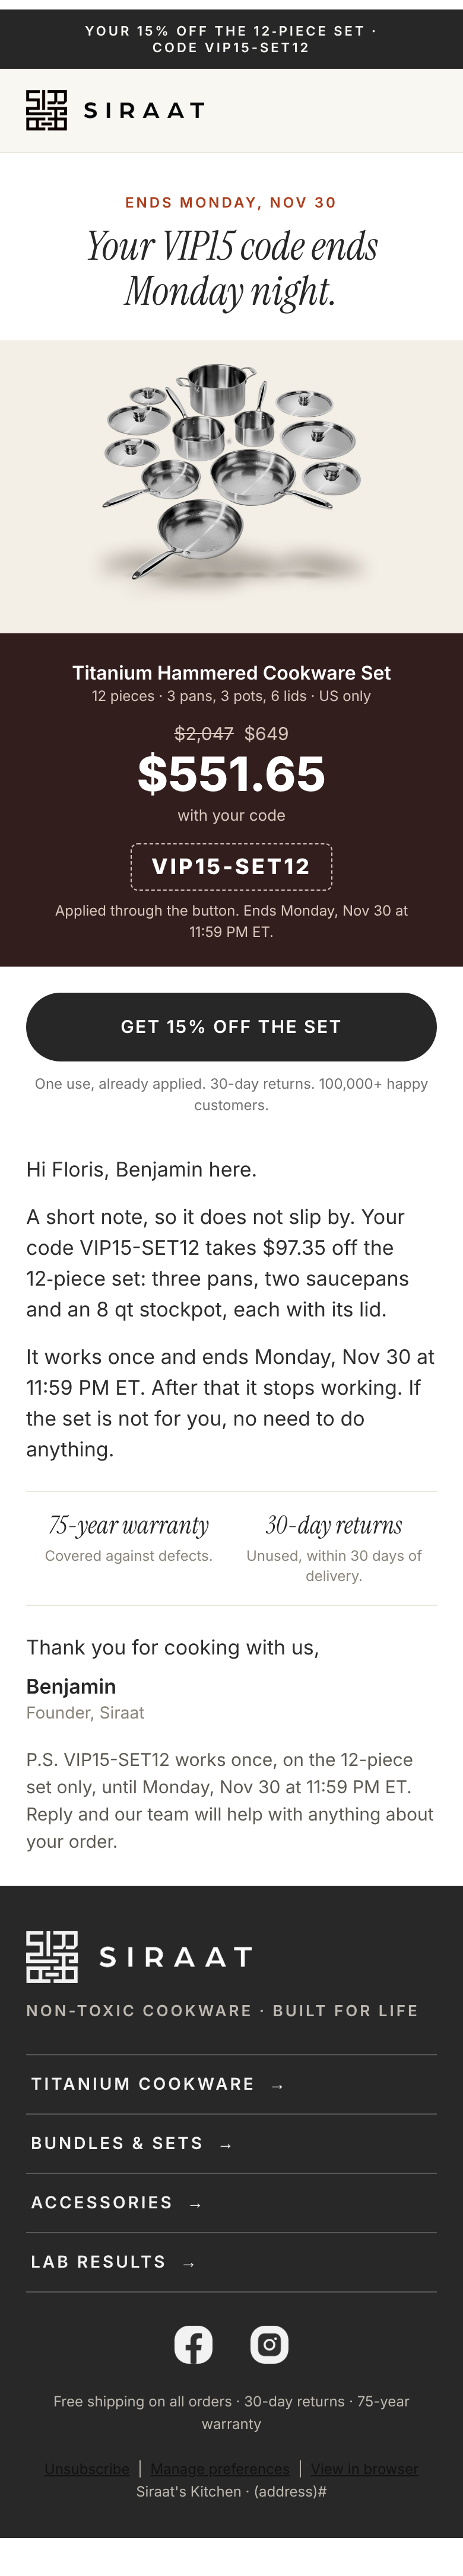 YOUR 15% OFF THE 12-PIECE SET ·
CODE VIP15-SET12
SIRAAT
ENDS MONDAY, NOV 30
Your VIP15 code ends
Monday night.
Titanium Hammered Cookware Set
12 pieces · 3 pans, 3 pots, 6 lids · US only
$2,047 $649
$551.65
with your code
VIP15-SET12
Applied through the button. Ends Monday, Nov 30 at
11:59 PM ET.
GET 15% OFF THE SET
One use, already applied. 30-day returns. 100,000+ happy
customers.
Hi Floris, Benjamin here.
A short note, so it does not slip by. Your
code VIP15-SET12 takes $97.35 off the
12-piece set: three pans, two saucepans
and an 8 qt stockpot, each with its lid.
It works once and ends Monday, Nov 30 at
11:59 PM ET. After that it stops working. If
the set is not for you, no need to do
anything.
75-year warranty
Covered against defects.
30-day returns
Unused, within 30 days of
delivery.
Thank you for cooking with us,
Benjamin
Founder, Siraat
P.S. VIP15-SET12 works once, on the 12-piece
set only, until Monday, Nov 30 at 11:59 PM ET.
Reply and our team will help with anything about
your order.
SIRAAT
NON-TOXIC COOKWARE · BUILT FOR LIFE
TITANIUM COOKWARE →
BUNDLES & SETS →
ACCESSORIES →
LAB RESULTS →
Free shipping on all orders · 30-day returns · 75-year
warranty
Unsubscribe | Manage preferences | View in browser
Siraat's Kitchen · (address)#